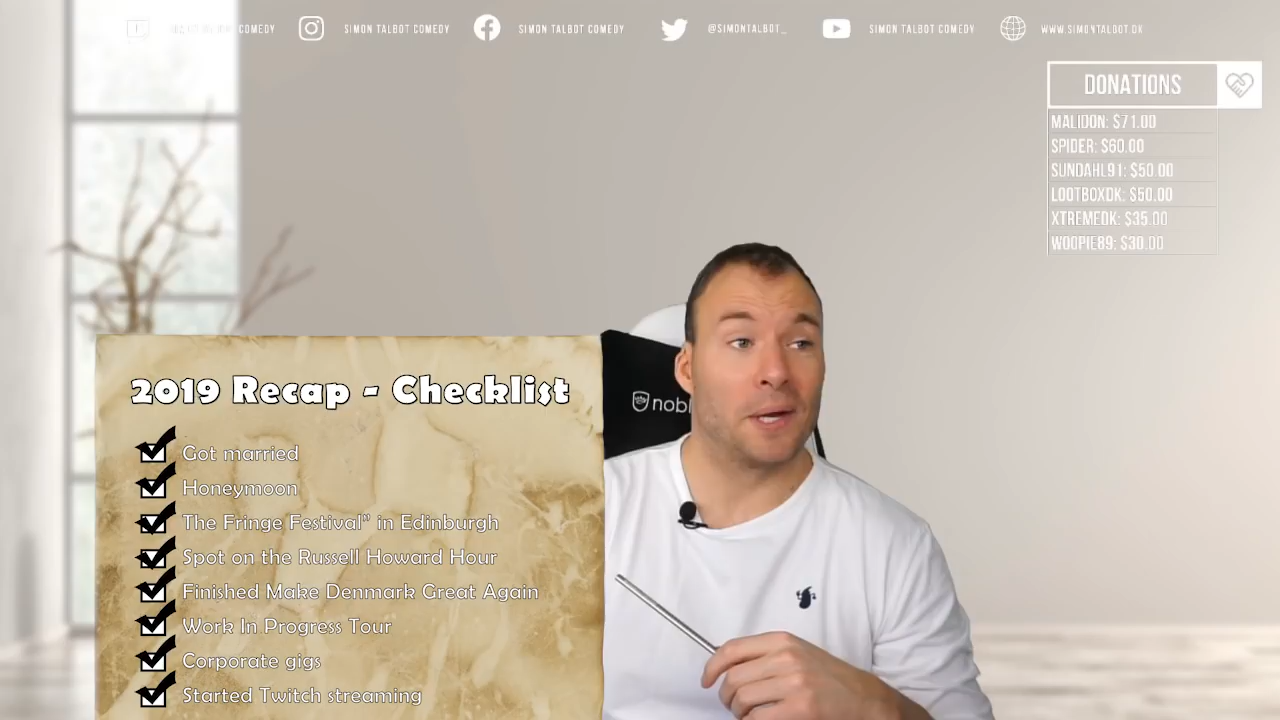 COMEDY
SIMON TALBOT COMEDY
SIMON TALBOT COMEDY
@SIMONTALBOT_
SIMON TALBOT COMEDY
WWW.SIMONTALBOT.DK
DONATIONS
MALIDON: $71.00
SPIDER: $60.00
SUNDAHL91: $50.00
LOOTBOXDK: $50.00
XTREMEDK: $35.00
WOOPIE89: $30.00
nobl
2019 Recap - Checklist
Got married
Honeymoon
The Fringe Festival" in Edinburgh
Spot on the Russell Howard Hour
Finished Make Denmark Great Again
Work In Progress Tour
Corporate gigs
Started Twitch streaming